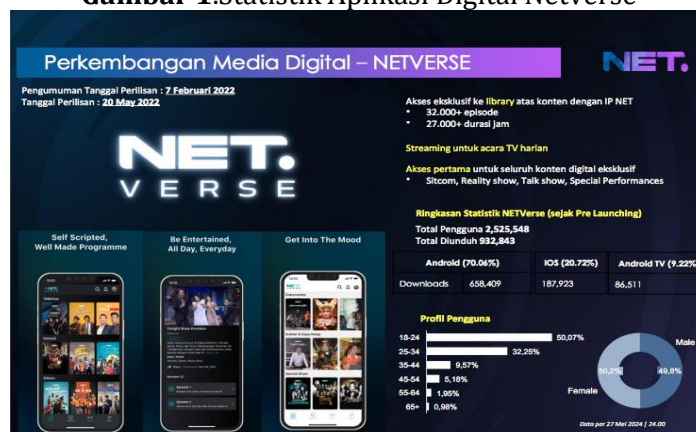 Gambar 1.Statistik Aplikasi Digital Netverse
Perkembangan Media Digital – NETVERSE
NET.
Pengumuman Tanggal Perilisan : 7 Februari 2022
Tanggal Perilisan : 20 May 2022
NET.
VERSE
Akses eksklusif ke library atas konten dengan IP NET
• 32.000+ episode
• 27.000+ durasi jam
Streaming untuk acara TV harian
Akses pertama untuk seluruh konten digital eksklusif
• Sitcom, Reality show, Talk show, Special Performances
Ringkasan Statistik NETVerse (sejak Pre Launching)
Total Pengguna 2,525,548
Total Diunduh 932,843
Android (70.06%) IOS (20.72%) Android TV (9.22%
Downloads 658,409 187,923 86,511
Self Scripted,
Well Made Programme
Be Entertained,
All Day, Everyday
Get Into The Mood
Tonight Show Premiere
Episode 1
Episode 2
Profil Pengguna
18-24 50,07%
25-34 32,25%
35-44 9,57%
45-54 5,18%
55-64 1,95%
65+ 0,98%
Male
50,2% 49,8%
Female
Data per 27 Mei 2024 | 24.00